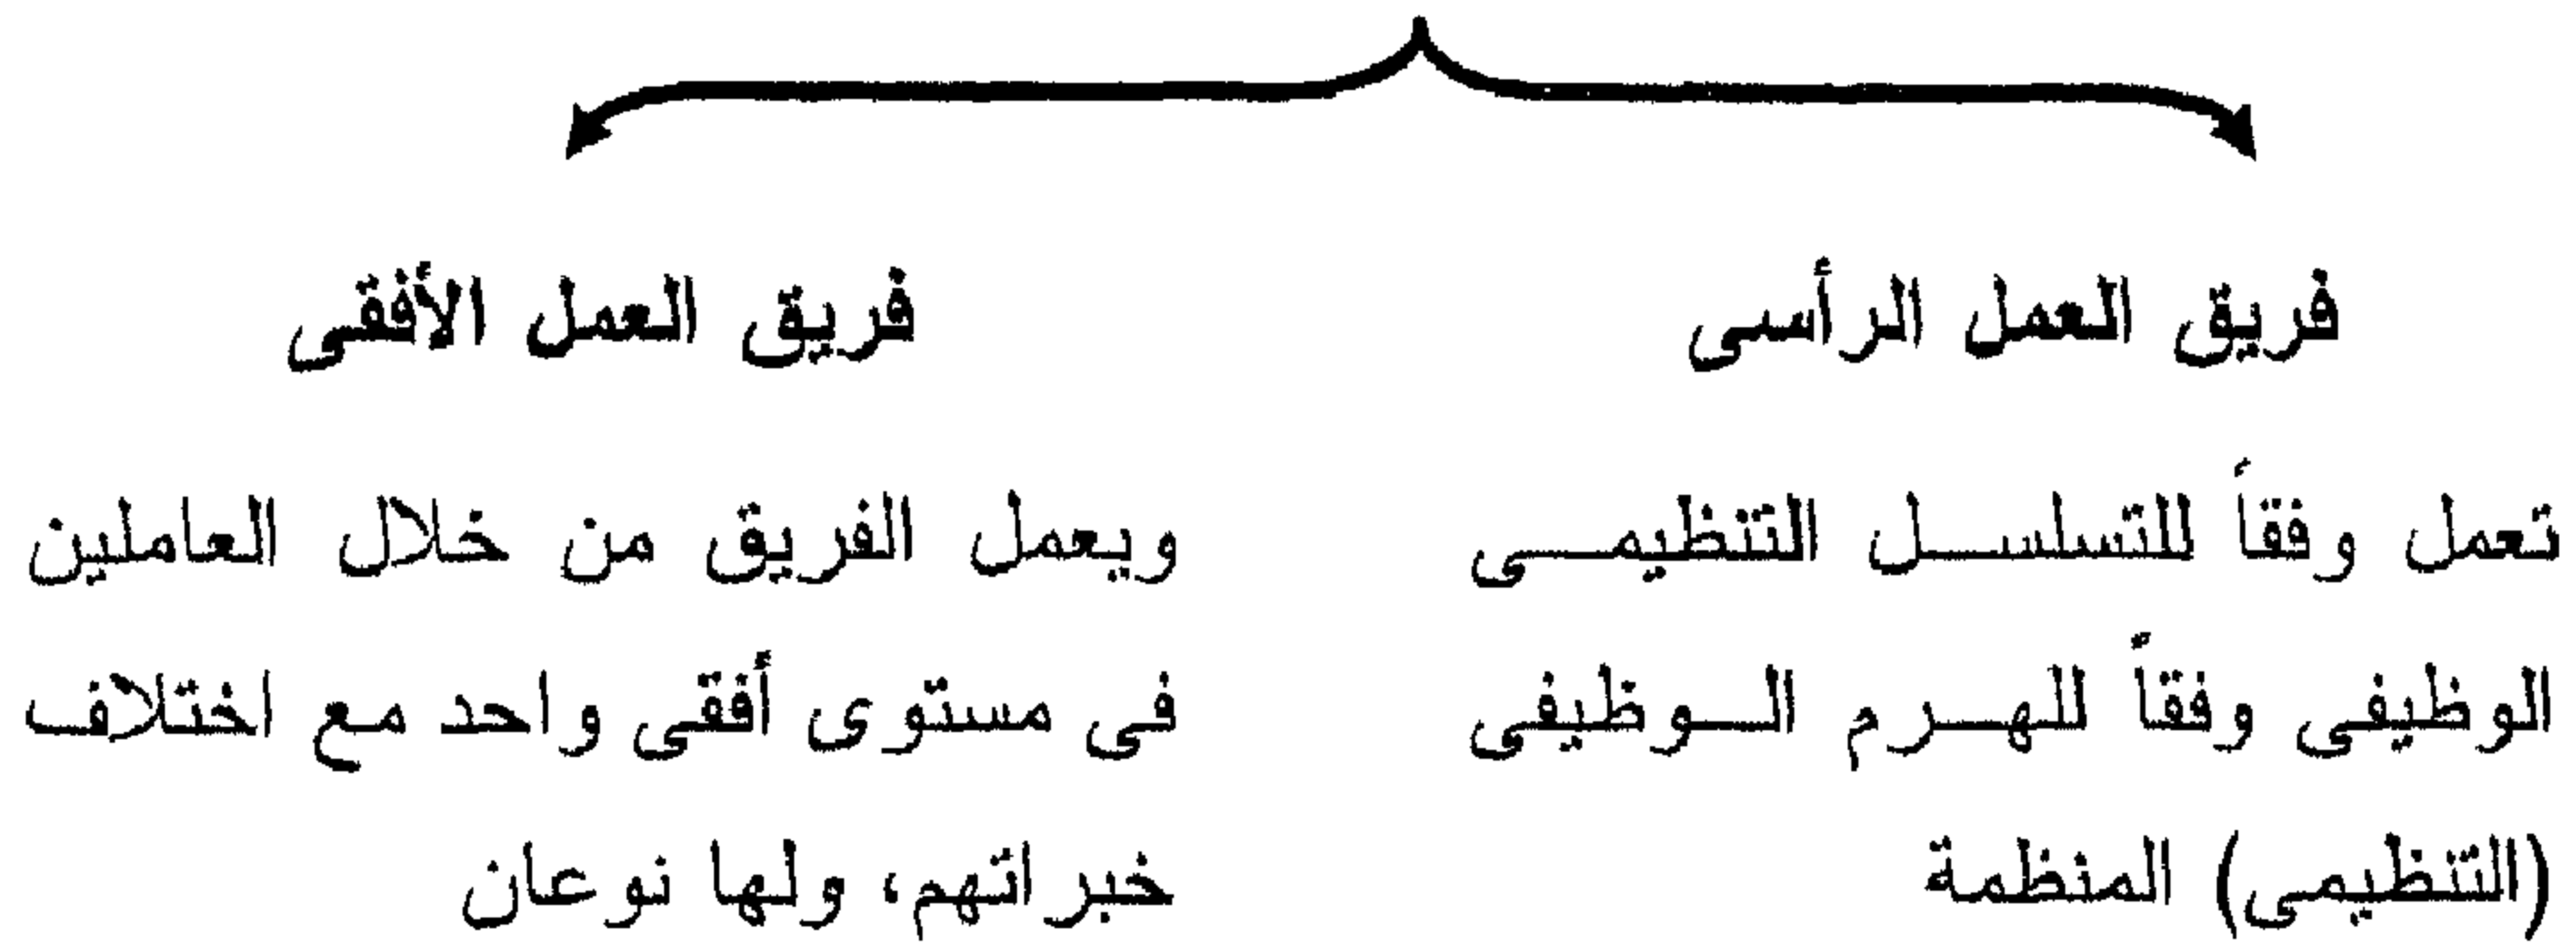 فريق العمل الرأسى
تعمل وفقاً للتسلسل التنظيمى
الوظيفى وفقاً للهرم الوظيفى
(التنظيمى) المنظمة
فريق العمل الأفقى
ويعمل الفريق من خلال العاملين
فى مستوى أفقى واحد مع اختلاف
خبراتهم، ولها نوعان